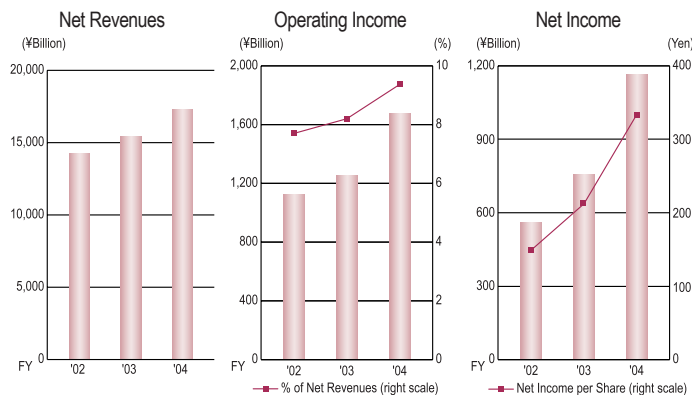 Net Revenues
(¥Billion)
20,000
15,000
10,000
5,000
0
FY
'02 '03 '04
Operating Income
(¥Billion) (%)
2,000 10
1,600 8
1,200 6
800 4
400 2
0 0
FY
'02 '03 '04
% of Net Revenues (right scale)
Net Income
(¥Billion) (Yen)
1,200 400
900 300
600 200
300 100
0 0
FY
'02 '03 '04
Net Income per Share (right scale)